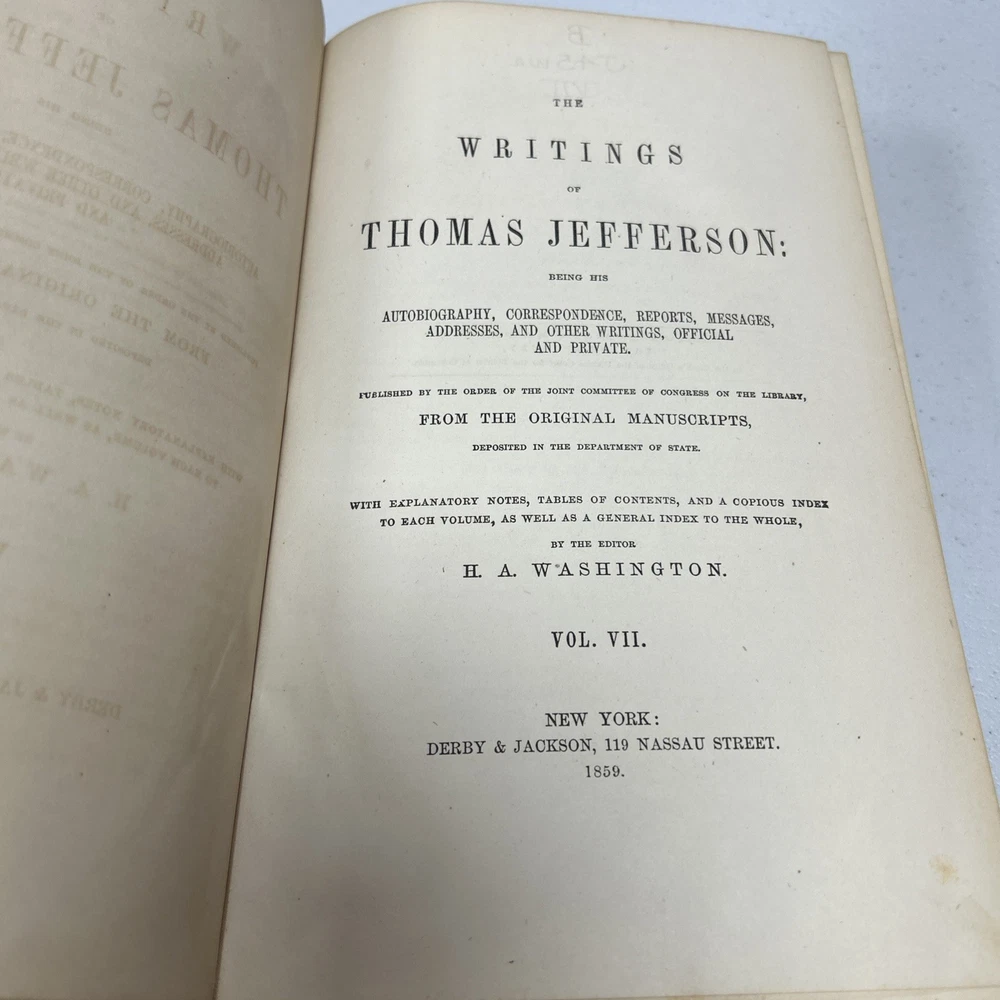 THE
WRITINGS
OF
THOMAS JEFFERSON:
BEING HIS
AUTOBIOGRAPHY, CORRESPONDENCE, REPORTS, MESSAGES,
ADDRESSES, AND OTHER WRITINGS, OFFICIAL
AND PRIVATE.
PUBLISHED BY THE ORDER OF THE JOINT COMMITTEE OF CONGRESS ON THE LIBRARY,
FROM THE ORIGINAL MANUSCRIPTS,
DEPOSITED IN THE DEPARTMENT OF STATE.
WITH EXPLANATORY NOTES, TABLES OF CONTENTS, AND A COPIOUS INDEX
TO EACH VOLUME, AS WELL AS A GENERAL INDEX TO THE WHOLE,
BY THE EDITOR
H. A. WASHINGTON.
VOL. VII.
NEW YORK:
DERBY & JACKSON, 119 NASSAU STREET.
1859.